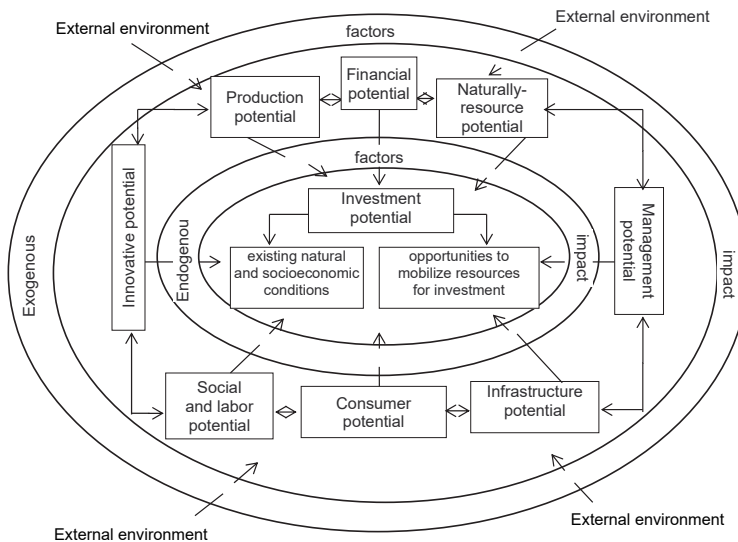 External environment
External environment
factors
Financial
potential
Production
potential
Naturally-
resource
potential
factors
Investment
potential
Innovative potential
Exogenous
Endogenou
existing natural
and socioeconomic
conditions
opportunities to
mobilize resources
for investment
impact
Management
potential
impact
Social
and labor
potential
Consumer
potential
Infrastructure
potential
External environment
External environment